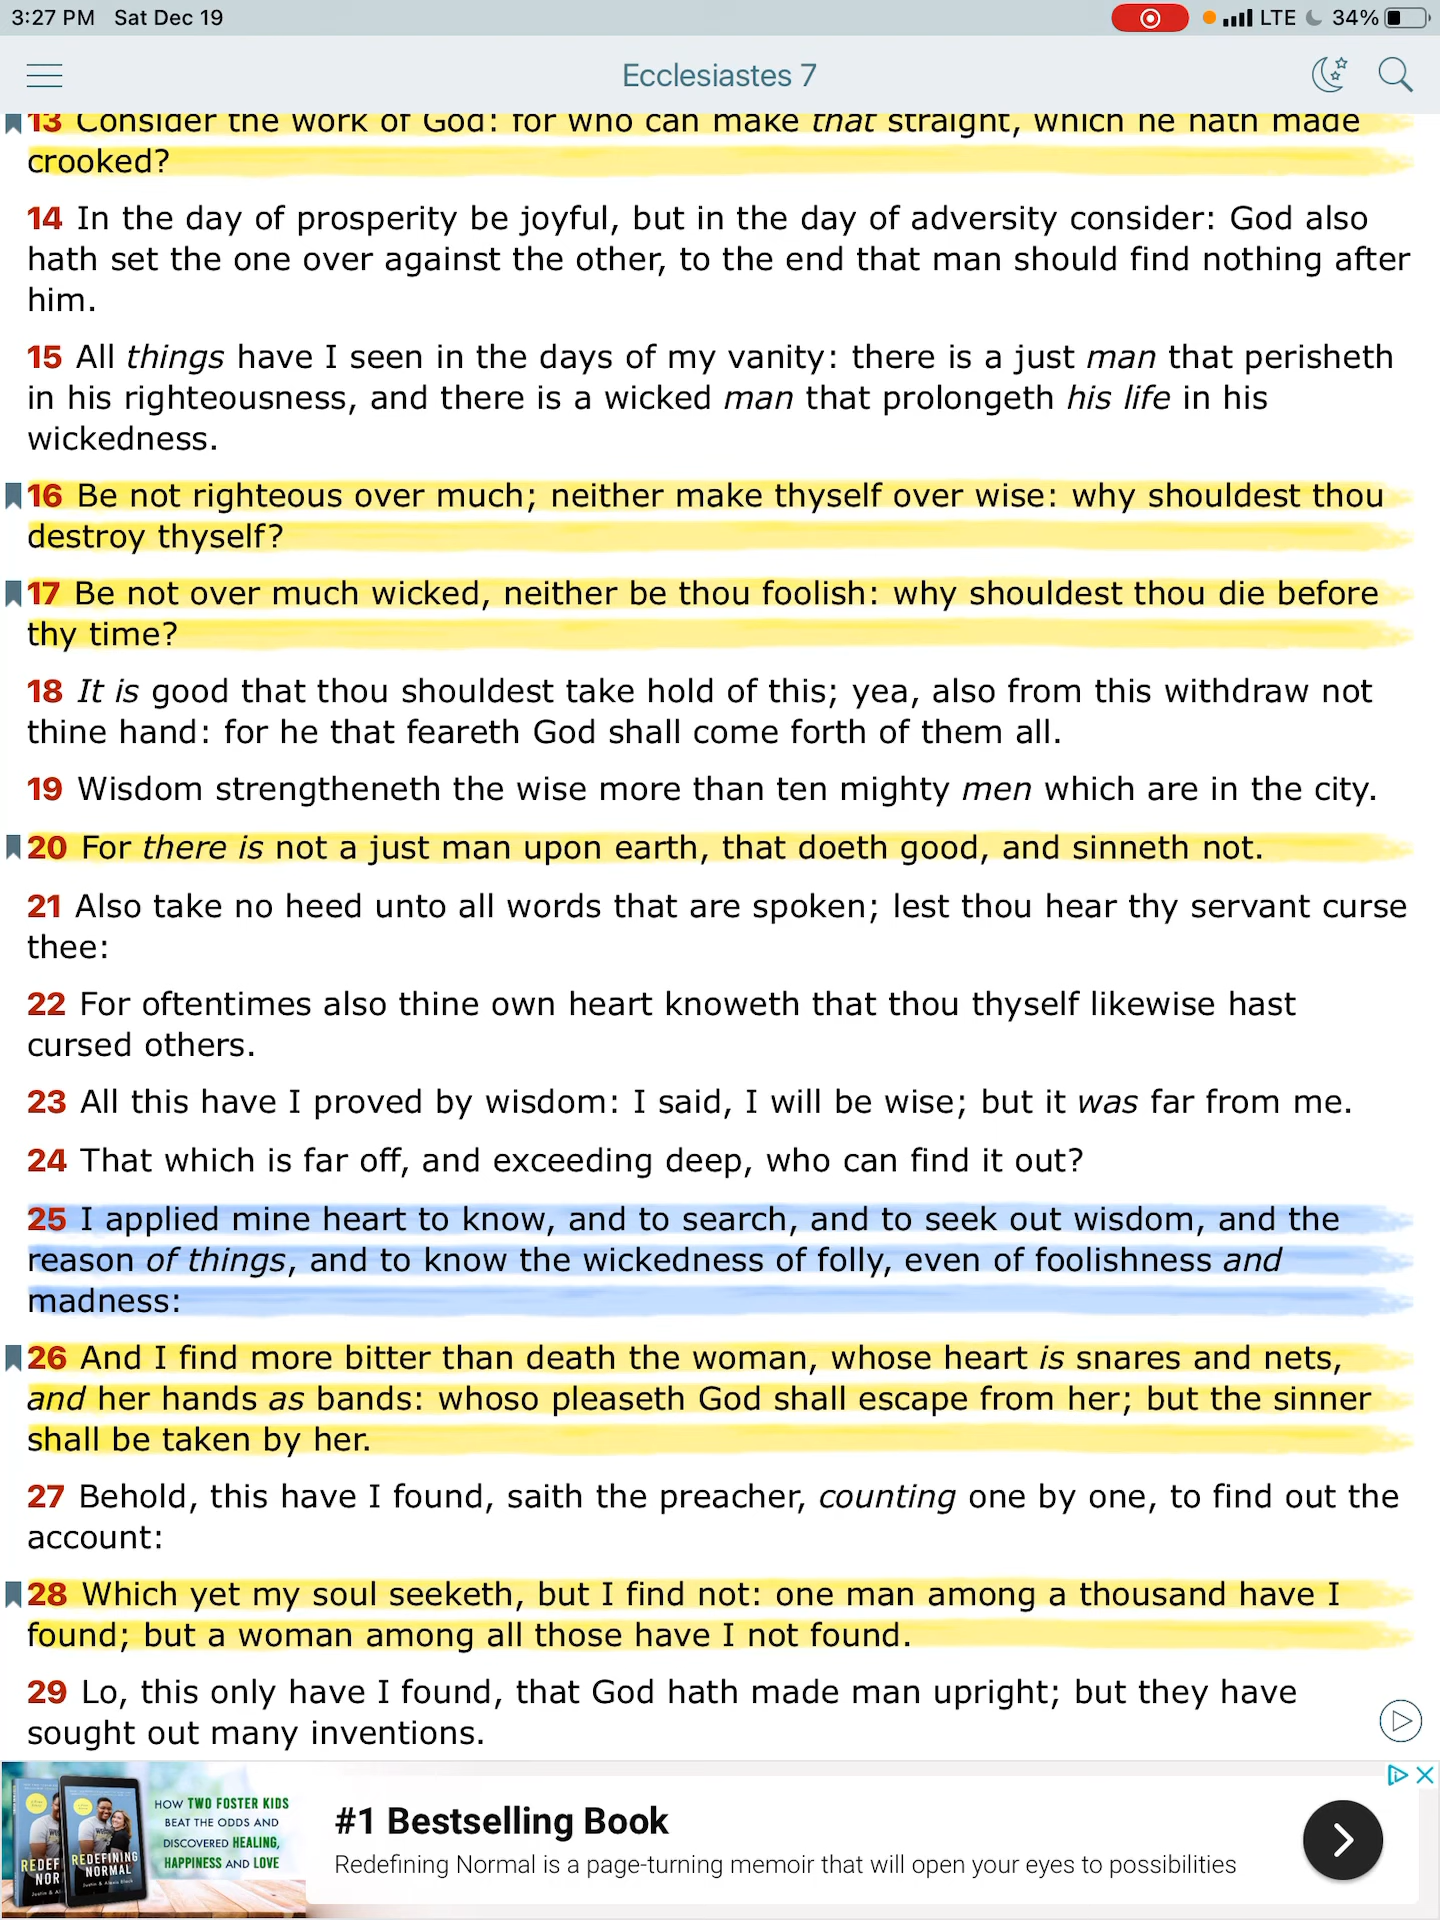 3:27 PM Sat Dec 19 LTE 34%
Ecclesiastes 7
13 Consider the work of God: for who can make that straight, which he hath made
crooked?
14 In the day of prosperity be joyful, but in the day of adversity consider: God also
hath set the one over against the other, to the end that man should find nothing after
him.
15 All things have I seen in the days of my vanity: there is a just man that perisheth
in his righteousness, and there is a wicked man that prolongeth his life in his
wickedness.
16 Be not righteous over much; neither make thyself over wise: why shouldest thou
destroy thyself?
17 Be not over much wicked, neither be thou foolish: why shouldest thou die before
thy time?
18 It is good that thou shouldest take hold of this; yea, also from this withdraw not
thine hand: for he that feareth God shall come forth of them all.
19 Wisdom strengtheneth the wise more than ten mighty men which are in the city.
20 For there is not a just man upon earth, that doeth good, and sinneth not.
21 Also take no heed unto all words that are spoken; lest thou hear thy servant curse
thee:
22 For oftentimes also thine own heart knoweth that thou thyself likewise hast
cursed others.
23 All this have I proved by wisdom: I said, I will be wise; but it was far from me.
24 That which is far off, and exceeding deep, who can find it out?
25 I applied mine heart to know, and to search, and to seek out wisdom, and the
reason of things, and to know the wickedness of folly, even of foolishness and
madness:
26 And I find more bitter than death the woman, whose heart is snares and nets,
and her hands as bands: whoso pleaseth God shall escape from her; but the sinner
shall be taken by her.
27 Behold, this have I found, saith the preacher, counting one by one, to find out the
account:
28 Which yet my soul seeketh, but I find not: one man among a thousand have I
found; but a woman among all those have I not found.
29 Lo, this only have I found, that God hath made man upright; but they have
sought out many inventions.
HOW TWO FOSTER KIDS
BEAT THE ODDS AND
DISCOVERED HEALING,
HAPPINESS AND LOVE
REDEF
NOR
REDEFINING
NORMAL
Justin & Alexis Black
#1 Bestselling Book
Redefining Normal is a page-turning memoir that will open your eyes to possibilities